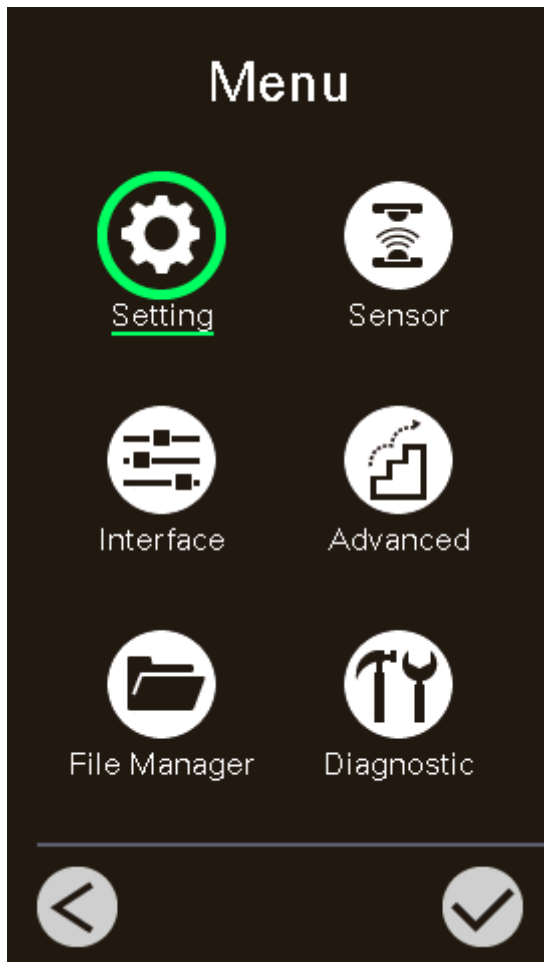 Menu
Setting
Sensor
Interface
Advanced
File Manager
Diagnostic